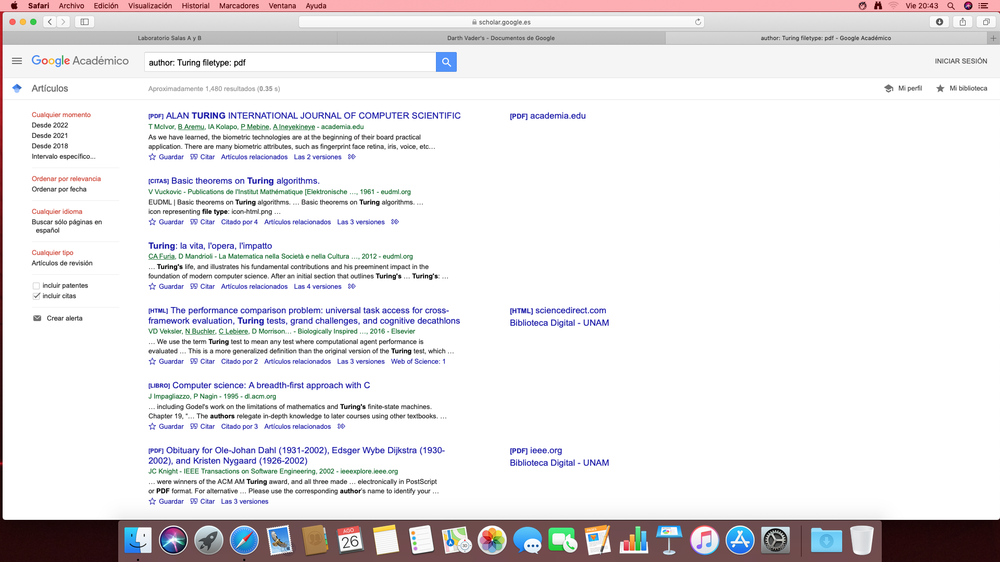 Safari Archivo Edición Visualización Historial Marcadores Ventana Ayuda Vie 20:43
scholar.google.es
Laboratorio Salas A y B
Darth Vader's - Documentos de Google
author: Turing filetype: pdf - Google Académico
Google Académico
author: Turing filetype: pdf
INICIAR SESIÓN
Artículos
Aproximadamente 1,480 resultados (0.35 s)
Mi perfil
Mi biblioteca
Cualquier momento
Desde 2022
Desde 2021
Desde 2018
Intervalo específico...
Ordenar por relevancia
Ordenar por fecha
Cualquier idioma
Buscar sólo páginas en
español
Cualquier tipo
Artículos de revisión
incluir patentes
incluir citas
Crear alerta
[PDF] ALAN TURING INTERNATIONAL JOURNAL OF COMPUTER SCIENTIFIC
T McIvor, B Aremu, IA Kolapo, P Mebine, A Ineyekineye - academia.edu
As we have learned, the biometric technologies are at the beginning of their board practical
application. There are many biometric attributes, such as fingerprint face retina, iris, voice, etc…
Guardar Citar Artículos relacionados Las 2 versiones
[PDF] academia.edu
[CITAS] Basic theorems on Turing algorithms.
V Vuckovic - Publications de l'Institut Mathématique [Elektronische …, 1961 - eudml.org
EUDML | Basic theorems on Turing algorithms. … Basic theorems on Turing algorithms. …
icon representing file type: icon-html.png …
Guardar Citar Citado por 4 Artículos relacionados Las 3 versiones
Turing: la vita, l'opera, l'impatto
CA Furia, D Mandrioli - La Matematica nella Società e nella Cultura …, 2012 - eudml.org
… Turing's life, and illustrates his fundamental contributions and his preeminent impact in the
foundation of modern computer science. After an initial section that outlines Turing's … Turing's: …
Guardar Citar Artículos relacionados Las 4 versiones
[HTML] The performance comparison problem: universal task access for cross-
framework evaluation, Turing tests, grand challenges, and cognitive decathlons
VD Veksler, N Buchler, C Lebiere, D Morrison… - Biologically Inspired …, 2016 - Elsevier
… We use the term Turing test to mean any test where computational agent performance is
evaluated … This is a more generalized definition than the original version of the Turing test, which …
Guardar Citar Citado por 2 Artículos relacionados Las 3 versiones Web of Science: 1
[HTML] sciencedirect.com
Biblioteca Digital - UNAM
[LIBRO] Computer science: A breadth-first approach with C
J Impagliazzo, P Nagin - 1995 - dl.acm.org
… including Godel's work on the limitations of mathematics and Turing's finite-state machines.
Chapter 19, “… The authors relegate in-depth knowledge to later courses using other textbooks. …
Guardar Citar Citado por 3 Artículos relacionados
[PDF] Obituary for Ole-Johan Dahl (1931-2002), Edsger Wybe Dijkstra (1930-
2002), and Kristen Nygaard (1926-2002)
JC Knight - IEEE Transactions on Software Engineering, 2002 - ieeexplore.ieee.org
… were winners of the ACM AM Turing award, and all three made … electronically in PostScript
or PDF format. For alternative … Please use the corresponding author's name to identify your …
Guardar Citar Las 3 versiones
[PDF] ieee.org
Biblioteca Digital - UNAM
AGO
26
3D
PAGES